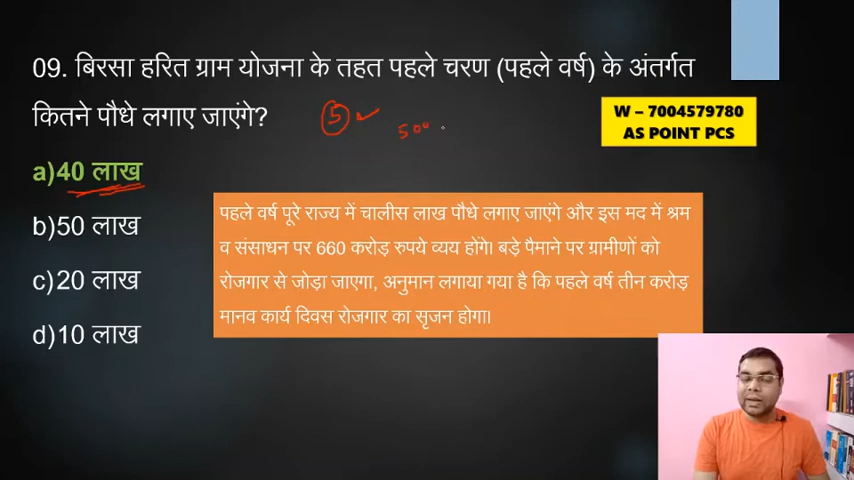 09. बिरसा हरित ग्राम योजना के तहत पहले चरण (पहले वर्ष) के अंतर्गत
कितने पौधे लगाए जाएंगे?
5
500
W – 7004579780
AS POINT PCS
a)40 लाख
b)50 लाख
c)20 लाख
d)10 लाख
पहले वर्ष पूरे राज्य में चालीस लाख पौधे लगाए जाएंगे और इस मद में श्रम
व संसाधन पर 660 करोड़ रुपये व्यय होंगे। बड़े पैमाने पर ग्रामीणों को
रोजगार से जोड़ा जाएगा, अनुमान लगाया गया है कि पहले वर्ष तीन करोड़
मानव कार्य दिवस रोजगार का सृजन होगा।